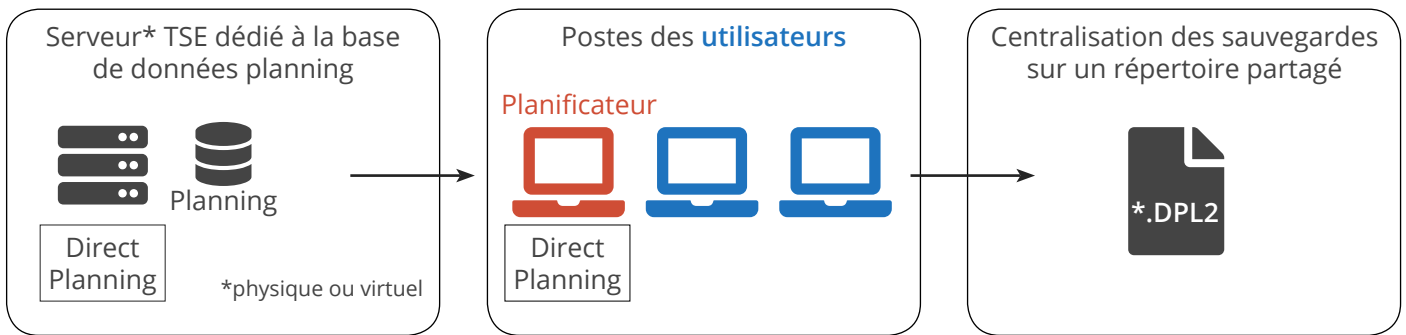 Serveur* TSE dédié à la base
de données planning
Planning
Direct
Planning
*physique ou virtuel
Postes des utilisateurs
Planificateur
Direct
Planning
Centralisation des sauvegardes
sur un répertoire partagé
*.DPL2